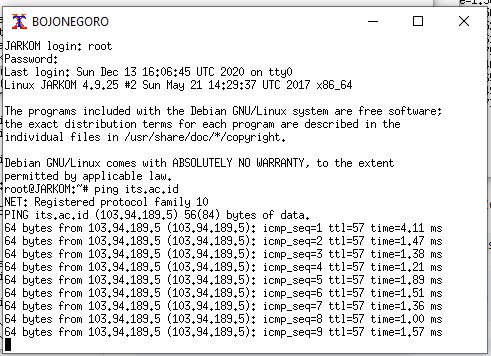 BOJONEGORO
JARKOM login: root
Password:
Last login: Sun Dec 13 16:06:45 UTC 2020 on tty0
Linux JARKOM 4.9.25 #2 Sun May 21 14:29:37 UTC 2017 x86_64
The programs included with the Debian GNU/Linux system are free software;
the exact distribution terms for each program are described in the
individual files in /usr/share/doc/*/copyright.
Debian GNU/Linux comes with ABSOLUTELY NO WARRANTY, to the extent
permitted by applicable law.
root@JARKOM:~# ping its.ac.id
NET: Registered protocol family 10
PING its.ac.id (103.94.189.5) 56(84) bytes of data.
64 bytes from 103.94.189.5 (103.94.189.5): icmp_seq=1 ttl=57 time=4.11 ms
64 bytes from 103.94.189.5 (103.94.189.5): icmp_seq=2 ttl=57 time=1.47 ms
64 bytes from 103.94.189.5 (103.94.189.5): icmp_seq=3 ttl=57 time=1.38 ms
64 bytes from 103.94.189.5 (103.94.189.5): icmp_seq=4 ttl=57 time=1.21 ms
64 bytes from 103.94.189.5 (103.94.189.5): icmp_seq=5 ttl=57 time=1.89 ms
64 bytes from 103.94.189.5 (103.94.189.5): icmp_seq=6 ttl=57 time=1.51 ms
64 bytes from 103.94.189.5 (103.94.189.5): icmp_seq=7 ttl=57 time=1.36 ms
64 bytes from 103.94.189.5 (103.94.189.5): icmp_seq=8 ttl=57 time=1.00 ms
64 bytes from 103.94.189.5 (103.94.189.5): icmp_seq=9 ttl=57 time=1.57 ms